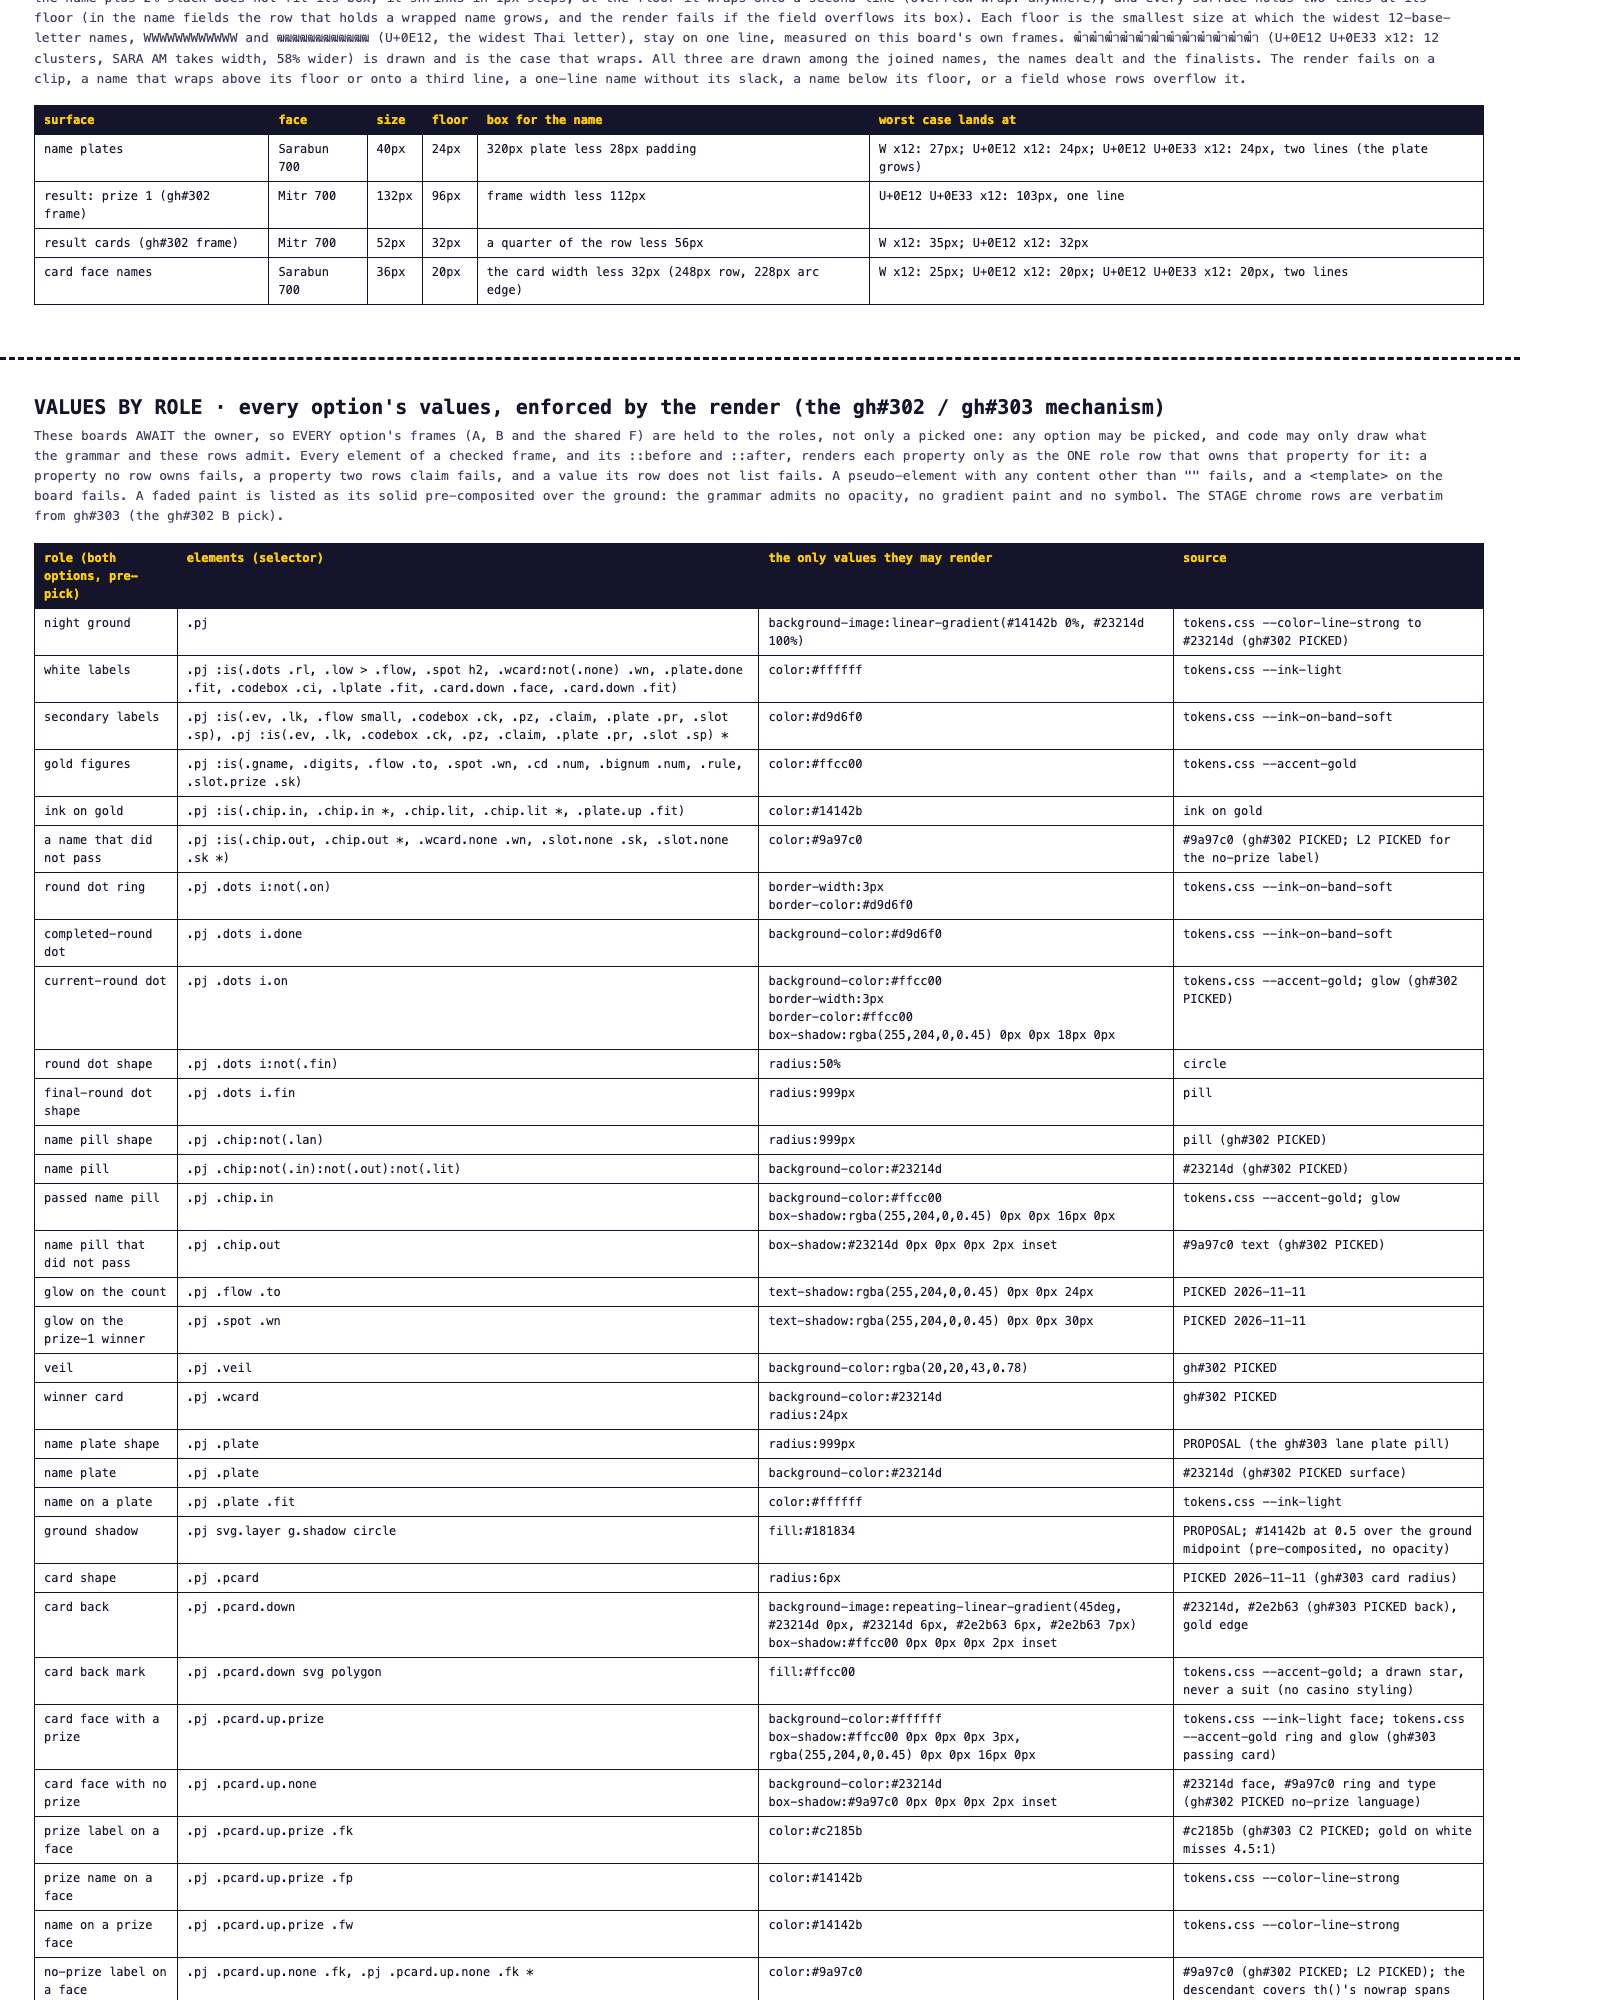 floor (in the name fields the row that holds a wrapped name grows, and the render fails if the field overflows its box). Each floor is the smallest size at which the widest 12-base-
letter names, WWWWWWWWWWWW and ฒฒฒฒฒฒฒฒฒฒฒฒ (U+0E12, the widest Thai letter), stay on one line, measured on this board's own frames. ฒำฒำฒำฒำฒำฒำฒำฒำฒำฒำฒำฒำ (U+0E12 U+0E33 x12: 12
clusters, SARA AM takes width, 58% wider) is drawn and is the case that wraps. All three are drawn among the joined names, the names dealt and the finalists. The render fails on a
clip, a name that wraps above its floor or onto a third line, a one-line name without its slack, a name below its floor, or a field whose rows overflow it.
surface face size floor box for the name worst case lands at
name plates Sarabun 40px 24px 320px plate less 28px padding W x12: 27px; U+0E12 x12: 24px; U+0E12 U+0E33 x12: 24px, two lines (the plate
700 grows)
result: prize 1 (gh#302 Mitr 700 132px 96px frame width less 112px U+0E12 U+0E33 x12: 103px, one line
frame)
result cards (gh#302 frame) Mitr 700 52px 32px a quarter of the row less 56px W x12: 35px; U+0E12 x12: 32px
card face names Sarabun 36px 20px the card width less 32px (248px row, 228px arc W x12: 25px; U+0E12 x12: 20px; U+0E12 U+0E33 x12: 20px, two lines
700 edge)
VALUES BY ROLE · every option's values, enforced by the render (the gh#302 / gh#303 mechanism)
These boards AWAIT the owner, so EVERY option's frames (A, B and the shared F) are held to the roles, not only a picked one: any option may be picked, and code may only draw what
the grammar and these rows admit. Every element of a checked frame, and its ::before and ::after, renders each property only as the ONE role row that owns that property for it: a
property no row owns fails, a property two rows claim fails, and a value its row does not list fails. A pseudo-element with any content other than "" fails, and a <template> on the
board fails. A faded paint is listed as its solid pre-composited over the ground: the grammar admits no opacity, no gradient paint and no symbol. The STAGE chrome rows are verbatim
from gh#303 (the gh#302 B pick).
role (both elements (selector) the only values they may render source
options, pre-
pick)
night ground .pj background-image:linear-gradient(#14142b 0%, #23214d tokens.css --color-line-strong to
100%) #23214d (gh#302 PICKED)
white labels .pj :is(.dots .rl, .low > .flow, .spot h2, .wcard:not(.none) .wn, .plate.done color:#ffffff tokens.css --ink-light
.fit, .codebox .ci, .lplate .fit, .card.down .face, .card.down .fit)
secondary labels .pj :is(.ev, .lk, .flow small, .codebox .ck, .pz, .claim, .plate .pr, .slot color:#d9d6f0 tokens.css --ink-on-band-soft
.sp), .pj :is(.ev, .lk, .codebox .ck, .pz, .claim, .plate .pr, .slot .sp) *
gold figures .pj :is(.gname, .digits, .flow .to, .spot .wn, .cd .num, .bignum .num, .rule, color:#ffcc00 tokens.css --accent-gold
.slot.prize .sk)
ink on gold .pj :is(.chip.in, .chip.in *, .chip.lit, .chip.lit *, .plate.up .fit) color:#14142b ink on gold
a name that did .pj :is(.chip.out, .chip.out *, .wcard.none .wn, .slot.none .sk, .slot.none color:#9a97c0 #9a97c0 (gh#302 PICKED; L2 PICKED for
not pass .sk *) the no-prize label)
round dot ring .pj .dots i:not(.on) border-width:3px tokens.css --ink-on-band-soft
border-color:#d9d6f0
completed-round .pj .dots i.done background-color:#d9d6f0 tokens.css --ink-on-band-soft
dot
current-round dot .pj .dots i.on background-color:#ffcc00 tokens.css --accent-gold; glow (gh#302
border-width:3px PICKED)
border-color:#ffcc00
box-shadow:rgba(255,204,0,0.45) 0px 0px 18px 0px
round dot shape .pj .dots i:not(.fin) radius:50% circle
final-round dot .pj .dots i.fin radius:999px pill
shape
name pill shape .pj .chip:not(.lan) radius:999px pill (gh#302 PICKED)
name pill .pj .chip:not(.in):not(.out):not(.lit) background-color:#23214d #23214d (gh#302 PICKED)
passed name pill .pj .chip.in background-color:#ffcc00 tokens.css --accent-gold; glow
box-shadow:rgba(255,204,0,0.45) 0px 0px 16px 0px
name pill that .pj .chip.out box-shadow:#23214d 0px 0px 0px 2px inset #9a97c0 text (gh#302 PICKED)
did not pass
glow on the count .pj .flow .to text-shadow:rgba(255,204,0,0.45) 0px 0px 24px PICKED 2026-11-11
glow on the .pj .spot .wn text-shadow:rgba(255,204,0,0.45) 0px 0px 30px PICKED 2026-11-11
prize-1 winner
veil .pj .veil background-color:rgba(20,20,43,0.78) gh#302 PICKED
winner card .pj .wcard background-color:#23214d gh#302 PICKED
radius:24px
name plate shape .pj .plate radius:999px PROPOSAL (the gh#303 lane plate pill)
name plate .pj .plate background-color:#23214d #23214d (gh#302 PICKED surface)
name on a plate .pj .plate .fit color:#ffffff tokens.css --ink-light
ground shadow .pj svg.layer g.shadow circle fill:#181834 PROPOSAL; #14142b at 0.5 over the ground
midpoint (pre-composited, no opacity)
card shape .pj .pcard radius:6px PICKED 2026-11-11 (gh#303 card radius)
card back .pj .pcard.down background-image:repeating-linear-gradient(45deg, #23214d, #2e2b63 (gh#303 PICKED back),
#23214d 0px, #23214d 6px, #2e2b63 6px, #2e2b63 7px) gold edge
box-shadow:#ffcc00 0px 0px 0px 2px inset
card back mark .pj .pcard.down svg polygon fill:#ffcc00 tokens.css --accent-gold; a drawn star,
never a suit (no casino styling)
card face with a .pj .pcard.up.prize background-color:#ffffff tokens.css --ink-light face; tokens.css
prize box-shadow:#ffcc00 0px 0px 0px 3px, --accent-gold ring and glow (gh#303
rgba(255,204,0,0.45) 0px 0px 16px 0px passing card)
card face with no .pj .pcard.up.none background-color:#23214d #23214d face, #9a97c0 ring and type
prize box-shadow:#9a97c0 0px 0px 0px 2px inset (gh#302 PICKED no-prize language)
prize label on a .pj .pcard.up.prize .fk color:#c2185b #c2185b (gh#303 C2 PICKED; gold on white
face misses 4.5:1)
prize name on a .pj .pcard.up.prize .fp color:#14142b tokens.css --color-line-strong
face
name on a prize .pj .pcard.up.prize .fw color:#14142b tokens.css --color-line-strong
face
no-prize label on .pj .pcard.up.none .fk, .pj .pcard.up.none .fk * color:#9a97c0 #9a97c0 (gh#302 PICKED; L2 PICKED); the
a face descendant covers th()'s nowrap spans